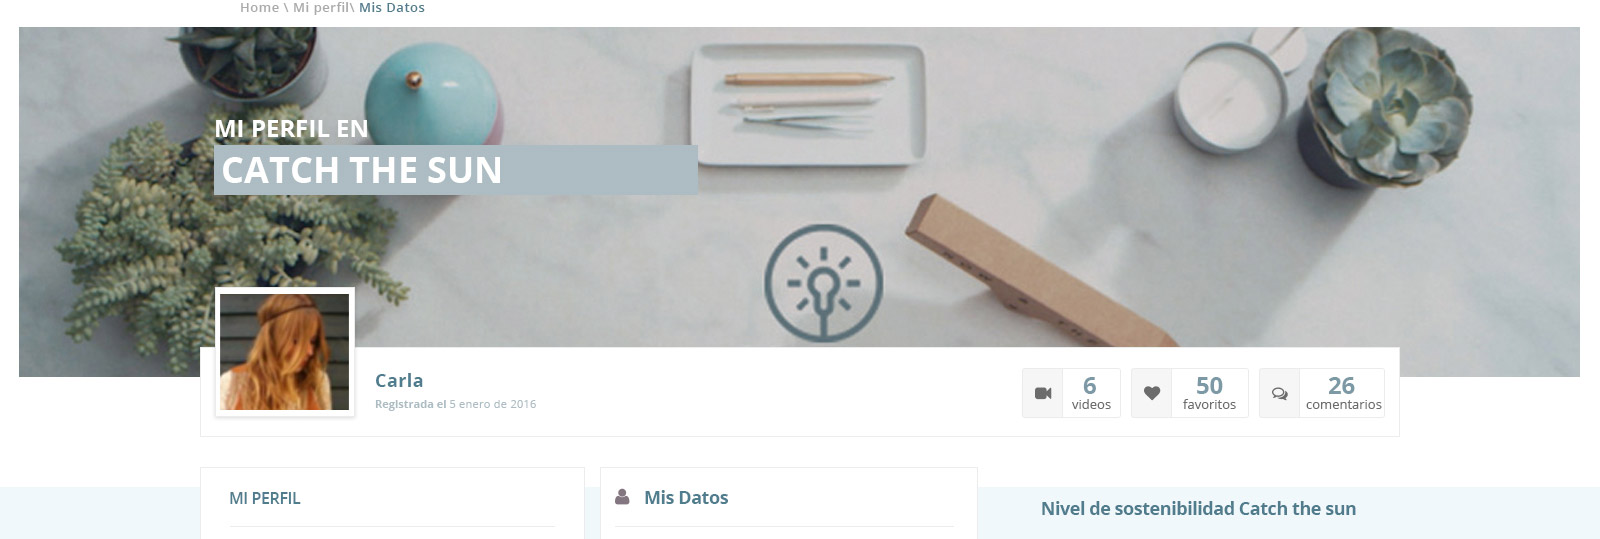 Home \ Mi perfil\ Mis Datos
MI PERFIL EN
CATCH THE SUN
Carla
Registrada el 5 enero de 2016
6
videos
50
favoritos
26
comentarios
MI PERFIL
Mis Datos
Nivel de sostenibilidad Catch the sun